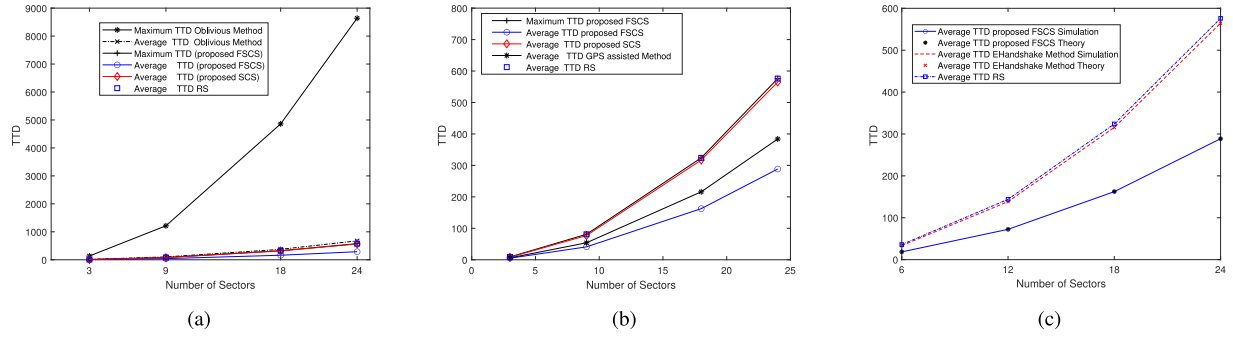 9000
8000
7000
6000
5000
4000
3000
2000
1000
0
TTD
3
9
18
24
Number of Sectors
Maximum TTD Oblivious Method
Average TTD Oblivious Method
Maximum TTD (proposed FSCS)
Average TTD (proposed FSCS)
Average TTD (proposed SCS)
Average TTD RS
(a)
800
700
600
500
400
300
200
100
0
TTD
0
5
10
15
20
25
Number of Sectors
Maximum TTD proposed FSCS
Average TTD proposed FSCS
Average TTD proposed SCS
Average TTD GPS assisted Method
Average TTD RS
(b)
600
500
400
300
200
100
0
TTD
6
12
18
24
Number of Sectors
Average TTD proposed FSCS Simulation
Average TTD proposed FSCS Theory
Average TTD EHandshake Method Simulation
Average TTD EHandshake Method Theory
Average TTD RS
(c)